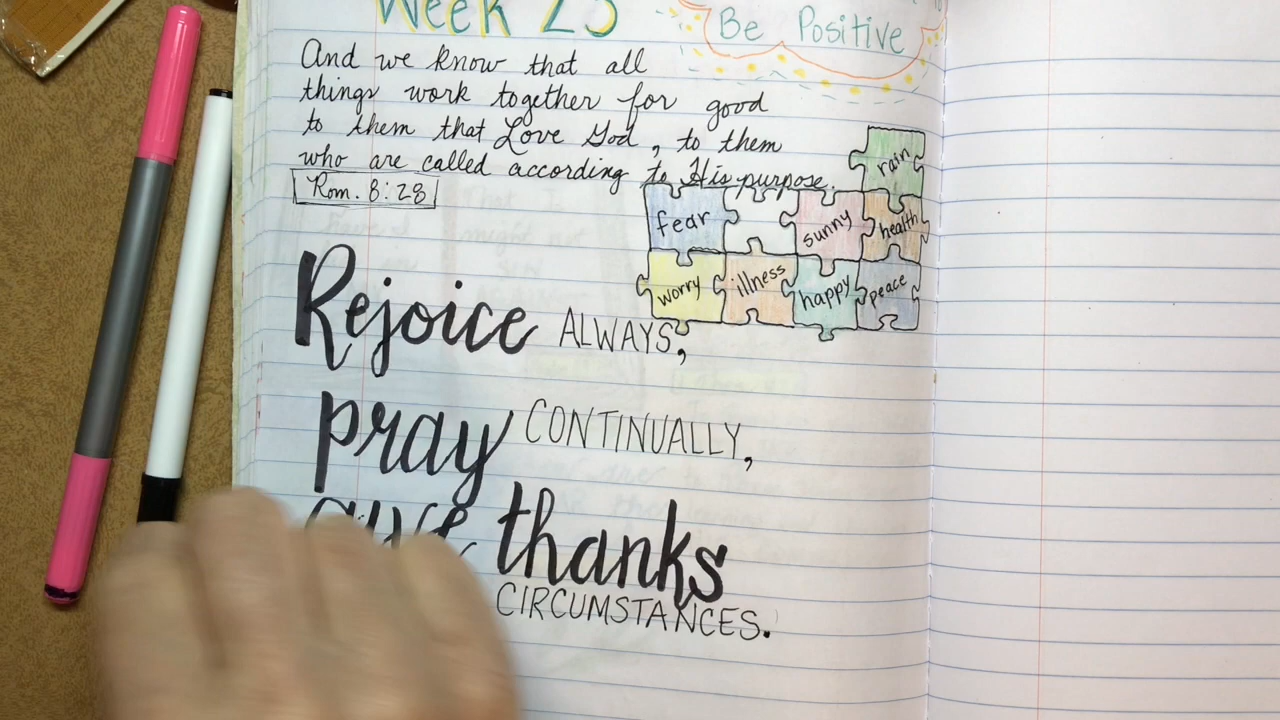 Week 23
Be Positive
And we know that all
things work together for good
to them that Love God, to them
who are called according to His purpose.
Rom. 8:28
rain
fear
sunny
health
worry
illness
happy
peace
Rejoice ALWAYS,
pray CONTINUALLY,
give thanks
CIRCUMSTANCES.